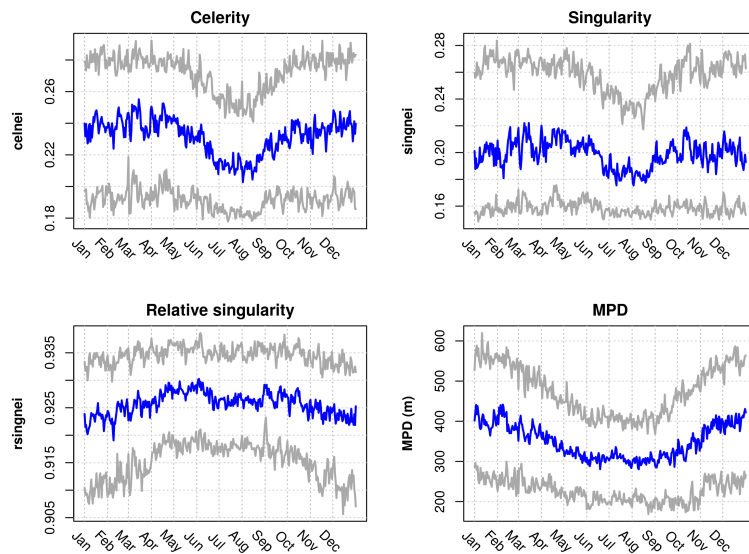 Celerity
celnei
0.26
0.22
0.18
Jan
Feb
Mar
Apr
May
Jun
Jul
Aug
Sep
Oct
Nov
Dec
Singularity
singnei
0.28
0.24
0.20
0.16
Jan
Feb
Mar
Apr
May
Jun
Jul
Aug
Sep
Oct
Nov
Dec
Relative singularity
rsingnei
0.935
0.925
0.915
0.905
Jan
Feb
Mar
Apr
May
Jun
Jul
Aug
Sep
Oct
Nov
Dec
MPD
MPD (m)
600
500
400
300
200
Jan
Feb
Mar
Apr
May
Jun
Jul
Aug
Sep
Oct
Nov
Dec